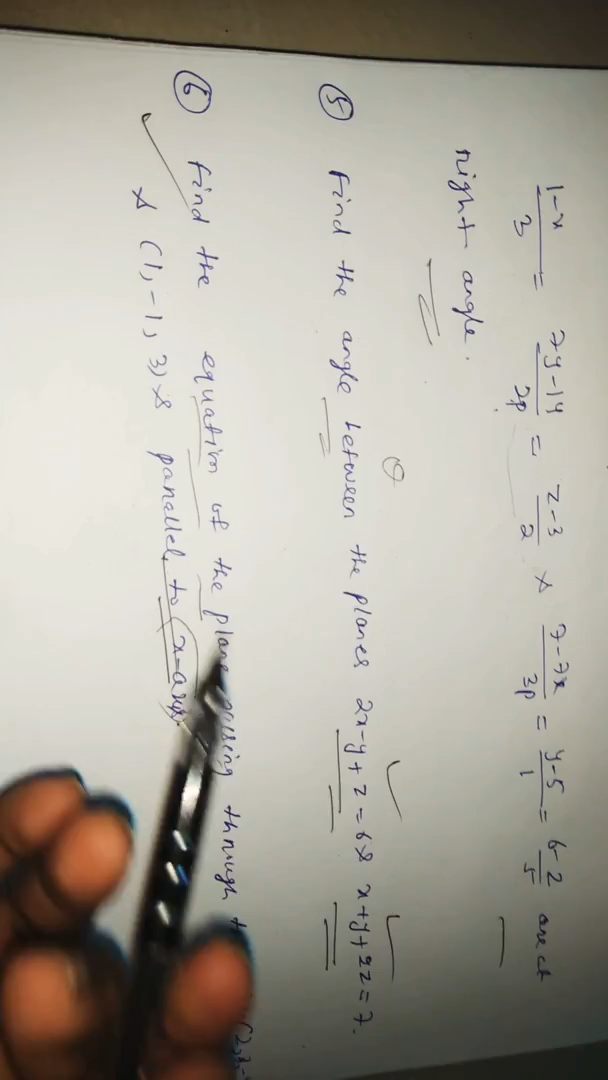 1-x/3 = 7y-14/2p = z-3/2 & 7-7x/3p = y-5/1 = 6-z/5 are at
right angle.
θ
⑤ Find the angle between the planes 2x-y+z=6 & x+y+2z=7.
⑥ Find the equation of the plane passing through
& (1,-1,3) & parallel to x-axis